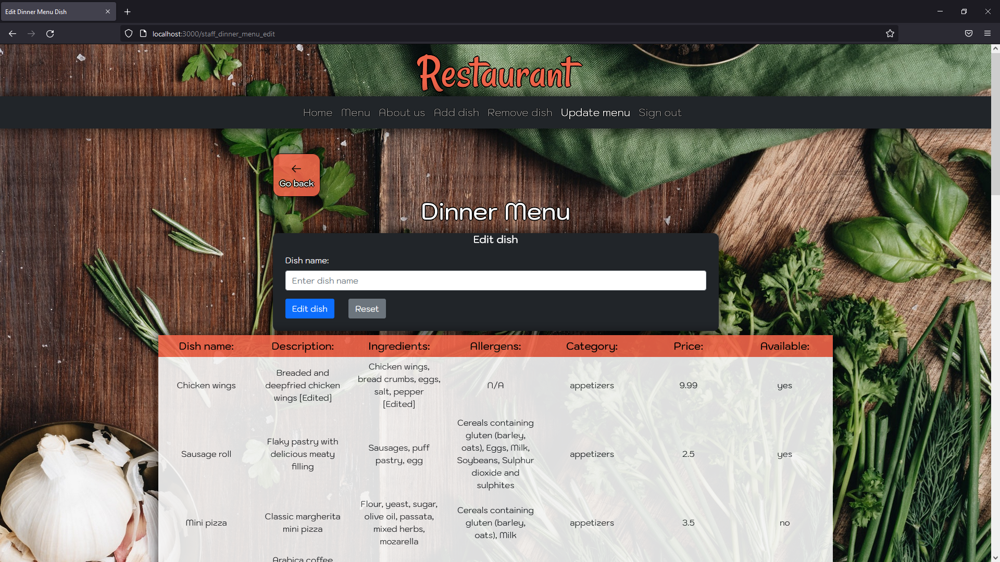 Edit Dinner Menu Dish
localhost:3000/staff_dinner_menu_edit
Restaurant
Home Menu About us Add dish Remove dish Update menu Sign out
Go back
Dinner Menu
Edit dish
Dish name:
Enter dish name
Edit dish Reset
Dish name: Description: Ingredients: Allergens: Category: Price: Available:
Chicken wings
Breaded and
deepfried chicken
wings [Edited]
Chicken wings,
bread crumbs, eggs,
salt, pepper
[Edited]
N/A
appetizers
9.99
yes
Sausage roll
Flaky pastry with
delicious meaty
filling
Sausages, puff
pastry, egg
Cereals containing
gluten (barley,
oats), Eggs, Milk,
Soybeans, Sulphur
dioxide and
sulphites
appetizers
2.5
yes
Mini pizza
Classic margherita
mini pizza
Flour, yeast, sugar,
olive oil, passata,
mixed herbs,
mozarella
Cereals containing
gluten (barley,
oats), Milk
appetizers
3.5
no
Arabica coffee